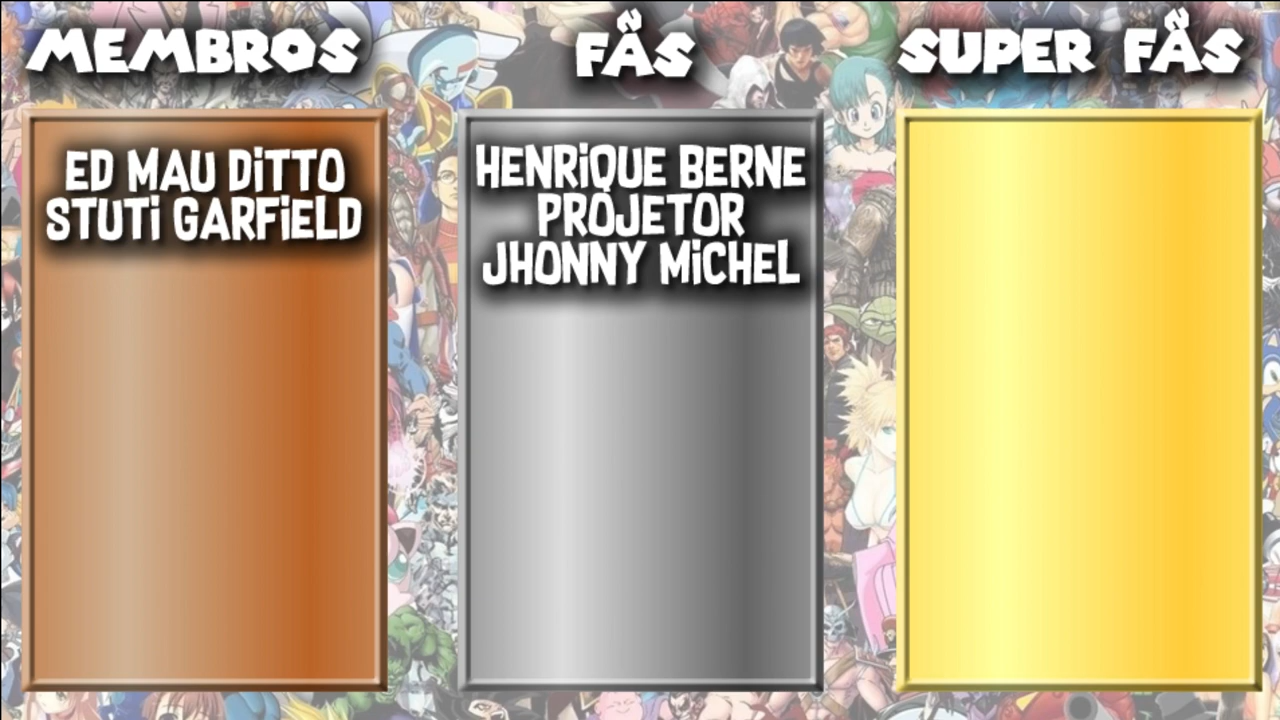 MEMBROS
FÃS
SUPER FÃS
ED MAU DiTTO
STUTi GARFiELD
HENRiQUE BERNE
PROJETOR
JHONNY MiCHEL